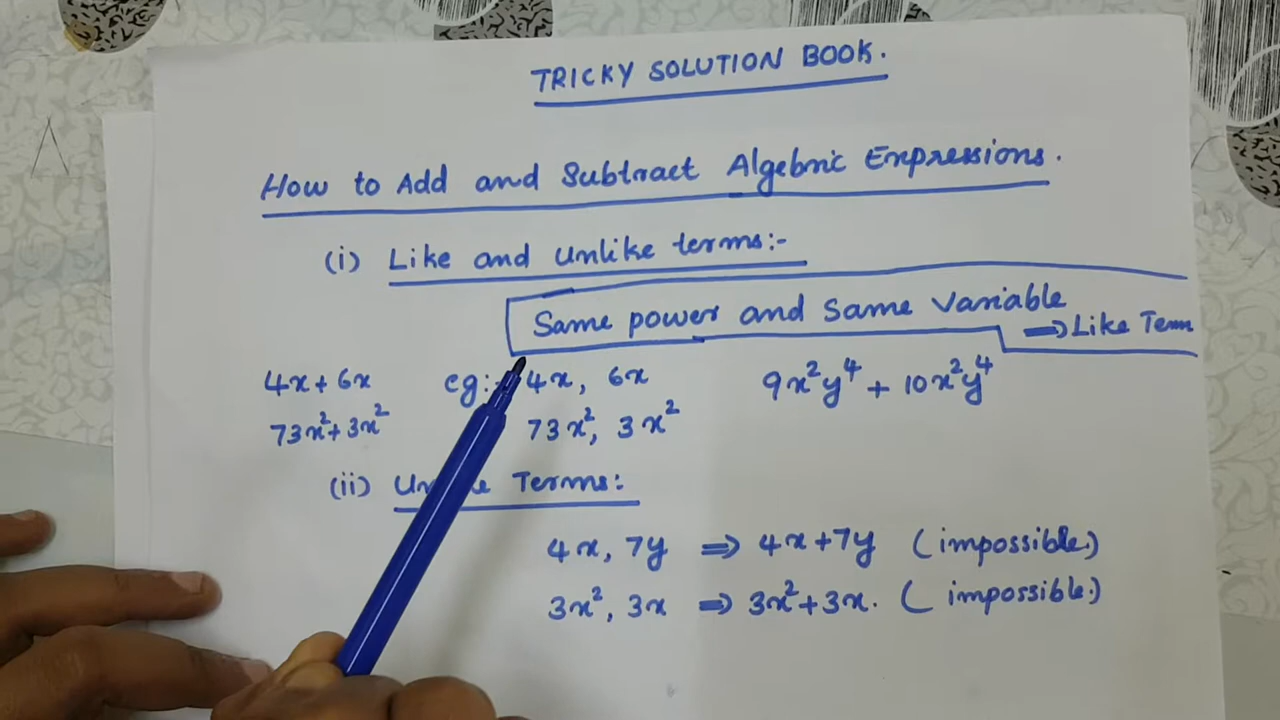 TRICKY SOLUTION BOOK.
How to Add and Subtract Algebric Expressions.
(i) Like and Unlike terms:-
Same power and Same Variable
⇒ Like Term
4x+6x eg:- 4x, 6x 9x²y⁴ + 10x²y⁴
73x²+3x² 73x², 3x²
(ii) Terms:
4x, 7y ⇒ 4x+7y (impossible.)
3x², 3x ⇒ 3x²+3x. (impossible.)